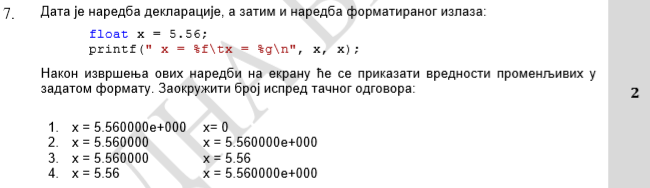 7. Дата је наредба декларације, а затим и наредба форматираног излаза:
float x = 5.56;
printf(" x = %f\tx = %g\n", x, x);
Након извршења ових наредби на екрану ће се приказати вредности променљивих у
задатом формату. Заокружити број испред тачног одговора:
2
1. x = 5.560000e+000 x= 0
2. x = 5.560000 x = 5.560000e+000
3. x = 5.560000 x = 5.56
4. x = 5.56 x = 5.560000e+000